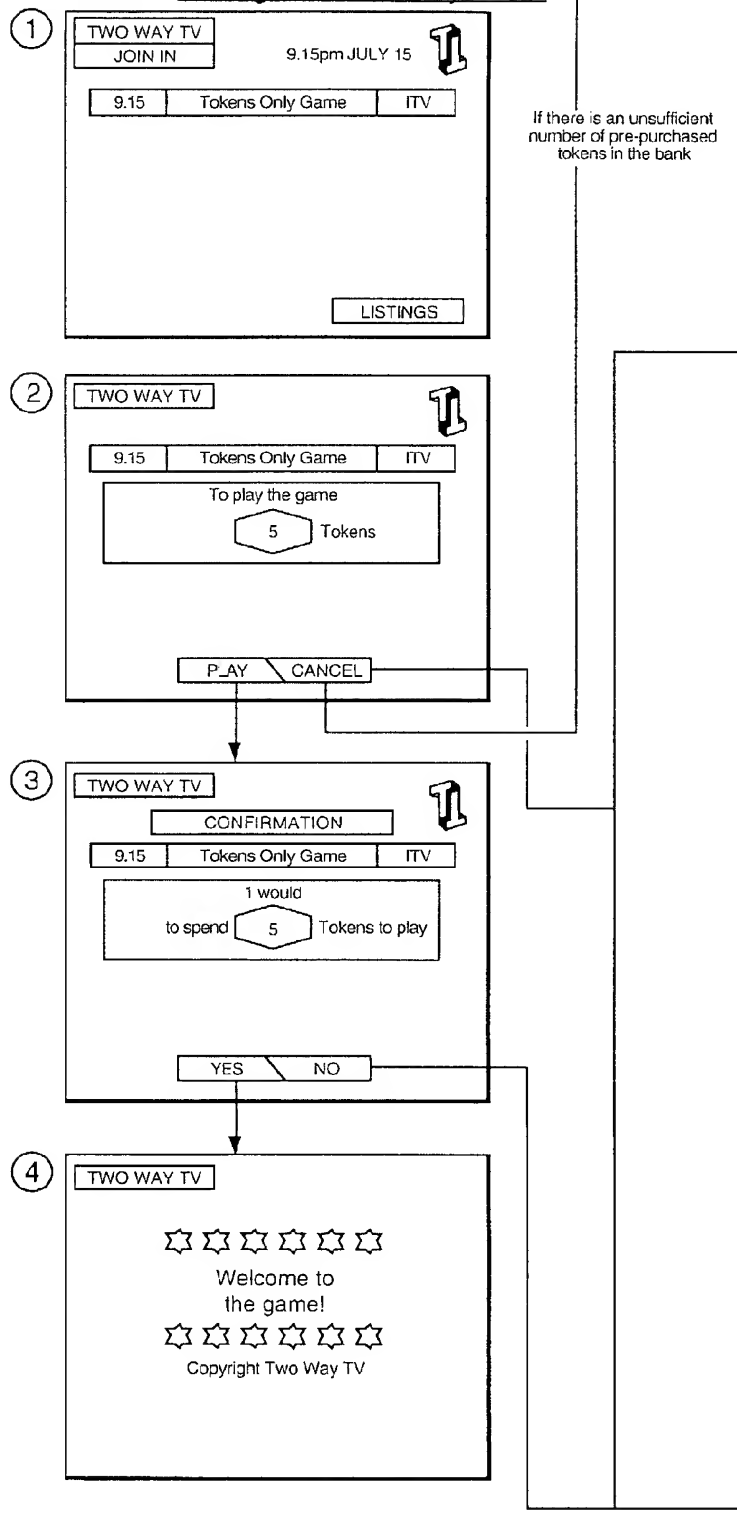 1
TWO WAY TV
JOIN IN
9.15pm JULY 15
9.15 Tokens Only Game ITV
LISTINGS
If there is an unsufficient
number of pre-purchased
tokens in the bank
2
TWO WAY TV
9.15 Tokens Only Game ITV
To play the game
5 Tokens
PLAY CANCEL
3
TWO WAY TV
CONFIRMATION
9.15 Tokens Only Game ITV
1 would
to spend 5 Tokens to play
YES NO
4
TWO WAY TV
Welcome to
the game!
Copyright Two Way TV